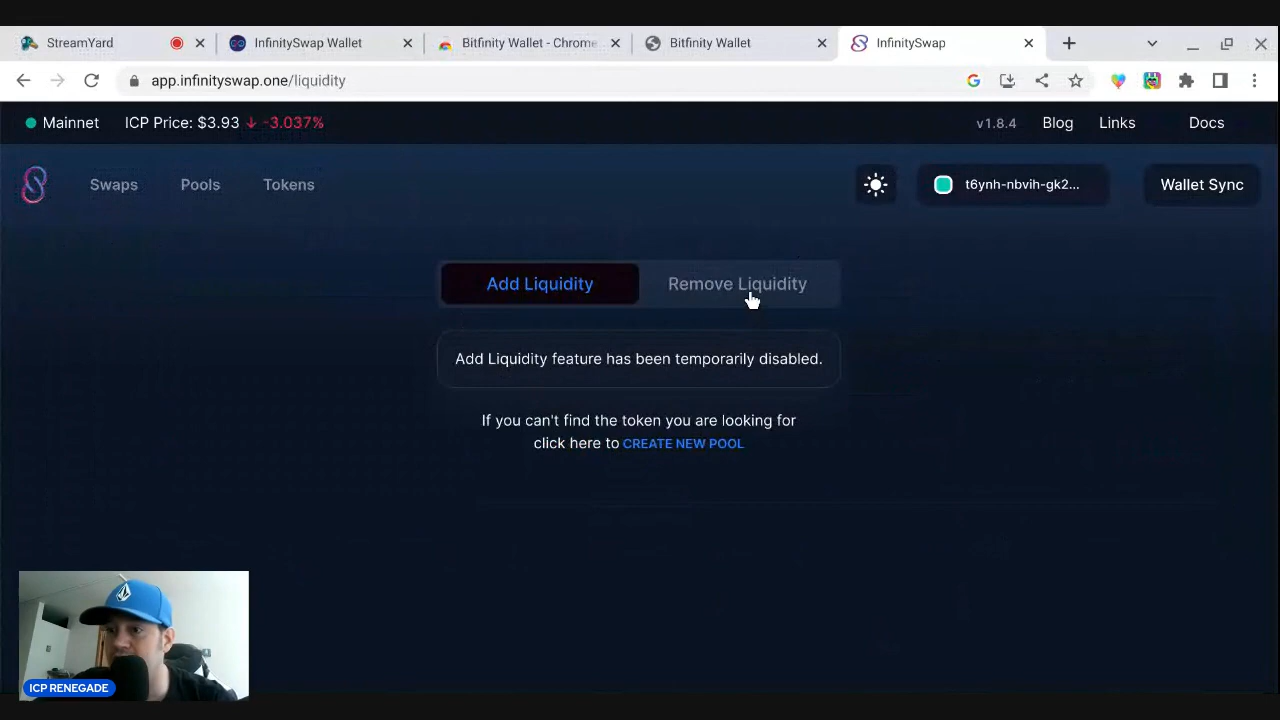 StreamYard
InfinitySwap Wallet
Bitfinity Wallet - Chrome
Bitfinity Wallet
InfinitySwap
app.infinityswap.one/liquidity
Mainnet
ICP Price: $3.93 ↓ -3.037%
v1.8.4
Blog
Links
Docs
Swaps
Pools
Tokens
t6ynh-nbvih-gk2...
Wallet Sync
Add Liquidity
Remove Liquidity
Add Liquidity feature has been temporarily disabled.
If you can't find the token you are looking for
click here to CREATE NEW POOL
ICP RENEGADE